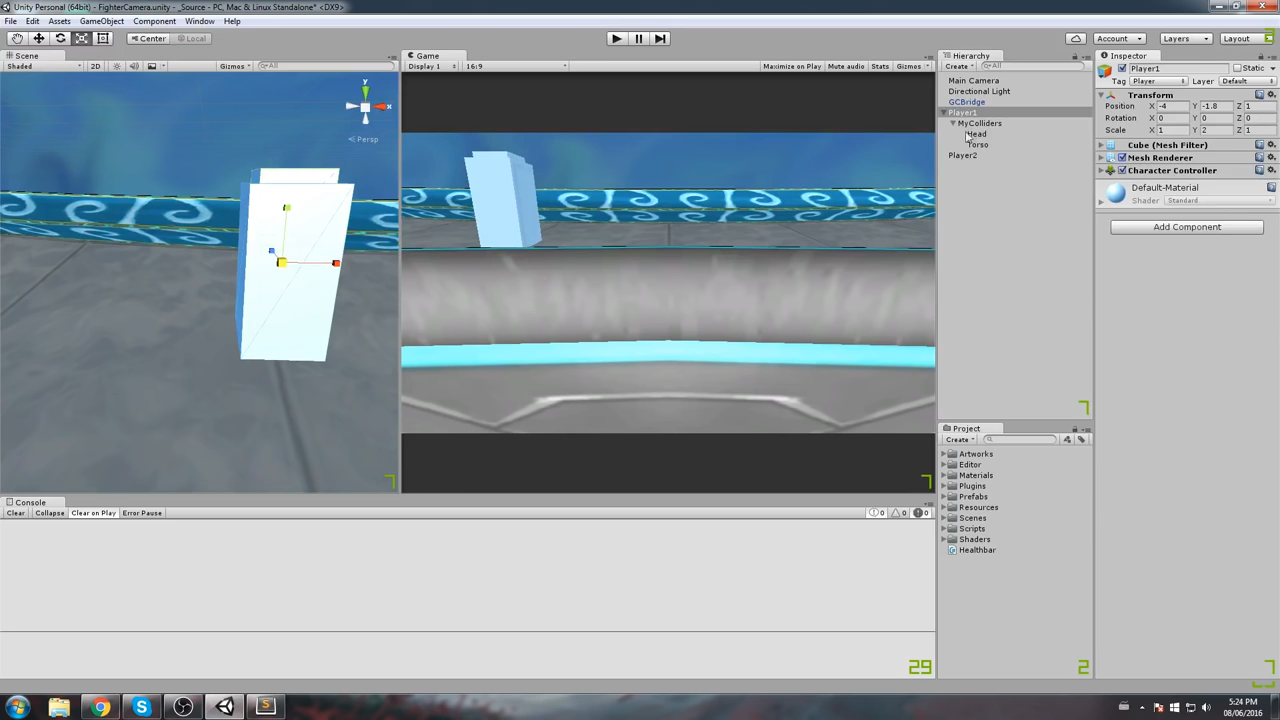 Unity Personal (64bit) - FighterCamera.unity - _Source - PC, Mac & Linux Standalone* <DX9>
File Edit Assets GameObject Component Window Help
Center Local Account Layers Layout
Scene
Shaded 2D Gizmos All
y
x
Persp
Game
Display 1 16:9 Maximize on Play Mute audio Stats Gizmos
Hierarchy
Create All
Main Camera
Directional Light
GCBridge
Player1
MyColliders
Head
Torso
Player2
7
Project
Create
Artworks
Editor
Materials
Plugins
Prefabs
Resources
Scenes
Scripts
Shaders
Healthbar
2
Inspector
Player1 Static
Tag Player Layer Default
Transform
Position X -4 Y -1.8 Z 1
Rotation X 0 Y 0 Z 0
Scale X 1 Y 2 Z 1
Cube (Mesh Filter)
Mesh Renderer
Character Controller
Default-Material
Shader Standard
Add Component
7
7
7
Console
Clear Collapse Clear on Play Error Pause 0 0 0
29
5:24 PM
08/06/2016